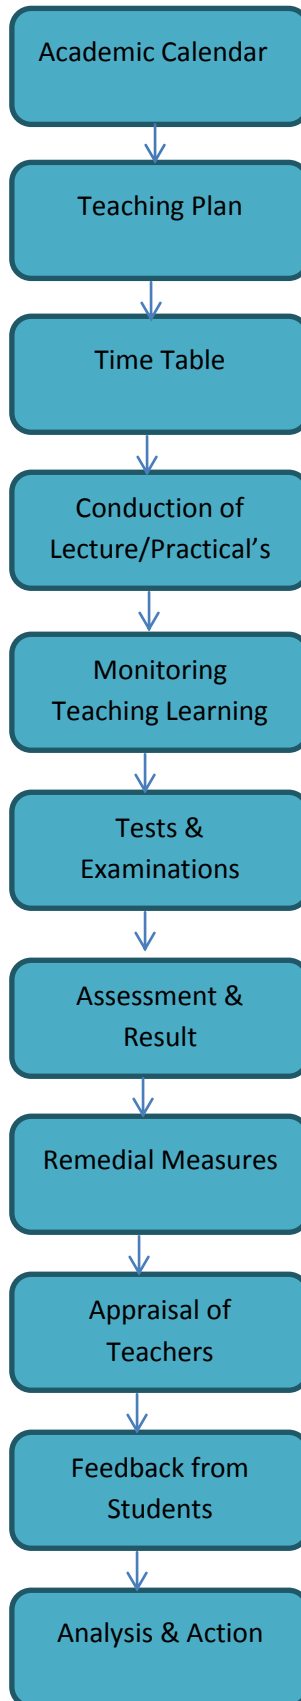 Academic Calendar
Teaching Plan
Time Table
Conduction of
Lecture/Practical’s
Monitoring
Teaching Learning
Tests &
Examinations
Assessment &
Result
Remedial Measures
Appraisal of
Teachers
Feedback from
Students
Analysis & Action